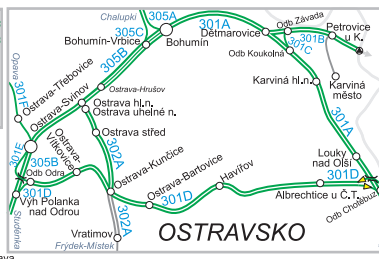 Chalupki
305A
301A
Odb Závada
Petrovice
u K.
305C
Bohumín-Vrbice
Bohumín
Dětmarovice
301B
301C
Odb Koukolná
305B
Opava
Ostrava-Třebovice
Ostrava-Svinov
Ostrava-Hrušov
Karviná hl.n.
Karviná
město
301F
Ostrava hl.n.
Ostrava uhelné n.
301A
Ostrava střed
301E
305B
Ostrava-
Vítkovice
302A
Odb Odra
Louky
nad Olší
301D
Ostrava-Kunčice
Ostrava-Bartovice
Havířov
301D
301D
Albrechtice u Č.T.
Odb Chotěbuz
Výh Polanka
nad Odrou
Studénka
302A
Vratimov
Frýdek-Místek
OSTRAVSKO